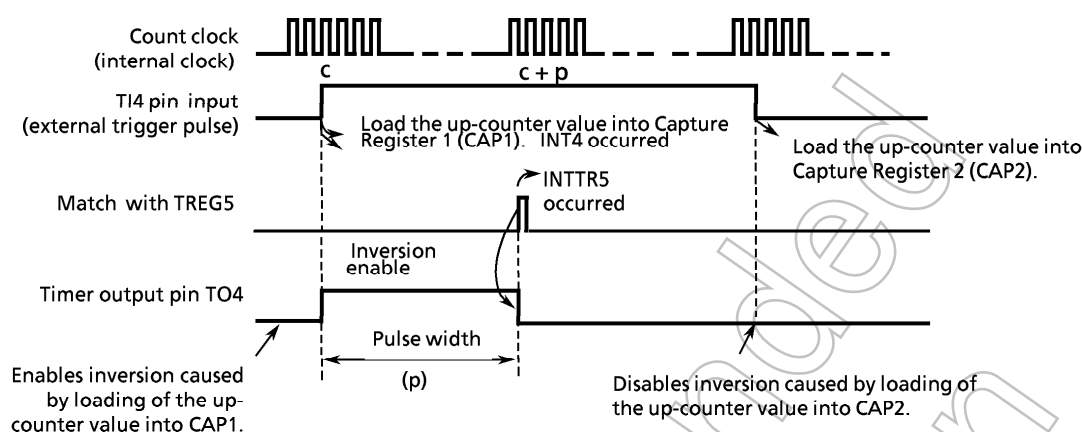 Count clock
(internal clock)
c
c + p
TI4 pin input
(external trigger pulse)
Load the up-counter value into Capture
Register 1 (CAP1). INT4 occurred
Load the up-counter value into
Capture Register 2 (CAP2).
INTTR5
occurred
Match with TREG5
Inversion
enable
Timer output pin TO4
Pulse width
(p)
Enables inversion caused
by loading of the up-
counter value into CAP1.
Disables inversion caused by loading of
the up-counter value into CAP2.